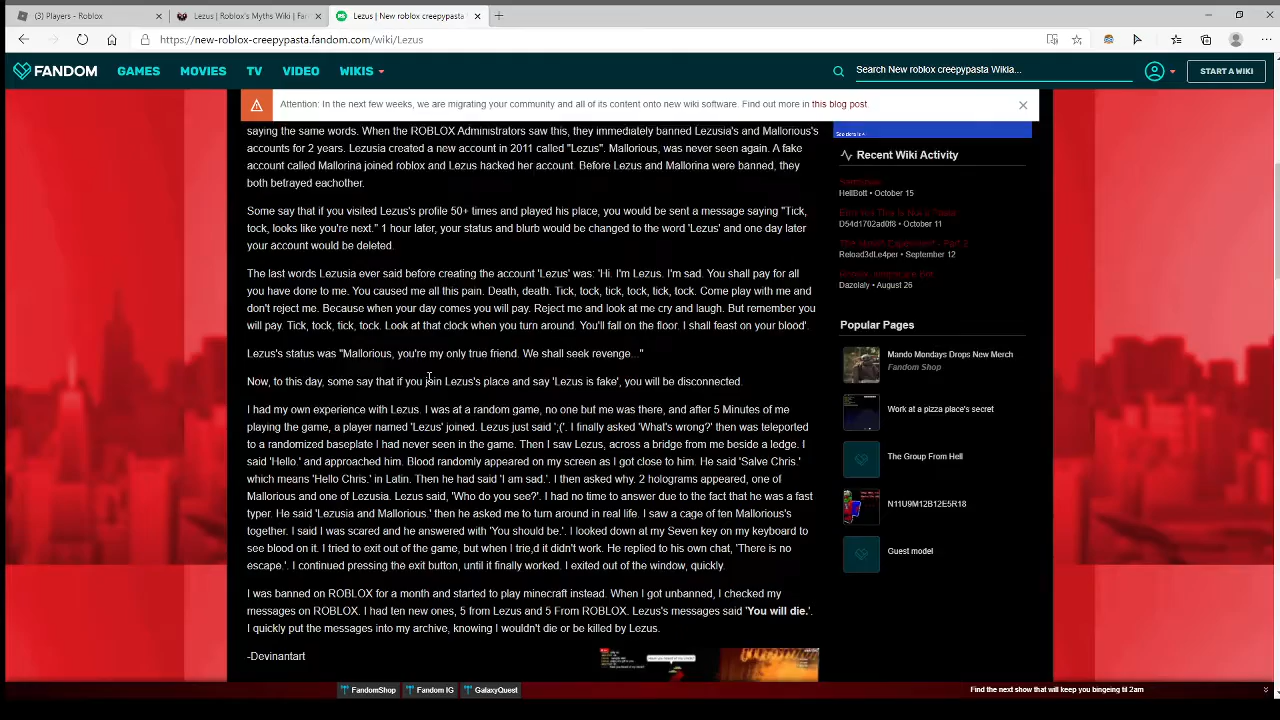 (3) Players - Roblox
Lezus | Roblox's Myths Wiki | Fan
Lezus | New roblox creepypasta
https://new-roblox-creepypasta.fandom.com/wiki/Lezus
FANDOM GAMES MOVIES TV VIDEO WIKIS
Search New roblox creepypasta Wikia...
START A WIKI
Attention: In the next few weeks, we are migrating your community and all of its content onto new wiki software. Find out more in this blog post.
saying the same words. When the ROBLOX Administrators saw this, they immediately banned Lezusia's and Mallorious's
accounts for 2 years. Lezusia created a new account in 2011 called "Lezus". Mallorious, was never seen again. A fake
account called Mallorina joined roblox and Lezus hacked her account. Before Lezus and Mallorina were banned, they
both betrayed eachother.
Some say that if you visited Lezus's profile 50+ times and played his place, you would be sent a message saying "Tick,
tock, looks like you're next." 1 hour later, your status and blurb would be changed to the word 'Lezus' and one day later
your account would be deleted.
The last words Lezusia ever said before creating the account 'Lezus' was: 'Hi. I'm Lezus. I'm sad. You shall pay for all
you have done to me. You caused me all this pain. Death, death. Tick, tock, tick, tock, tick, tock. Come play with me and
don't reject me. Because when your day comes you will pay. Reject me and look at me cry and laugh. But remember you
will pay. Tick, tock, tick, tock. Look at that clock when you turn around. You'll fall on the floor. I shall feast on your blood'.
Lezus's status was "Mallorious, you're my only true friend. We shall seek revenge..."
Now, to this day, some say that if you join Lezus's place and say 'Lezus is fake', you will be disconnected.
I had my own experience with Lezus. I was at a random game, no one but me was there, and after 5 Minutes of me
playing the game, a player named 'Lezus' joined. Lezus just said ';('. I finally asked 'What's wrong?' then was teleported
to a randomized baseplate I had never seen in the game. Then I saw Lezus, across a bridge from me beside a ledge. I
said 'Hello.' and approached him. Blood randomly appeared on my screen as I got close to him. He said 'Salve Chris.'
which means 'Hello Chris.' in Latin. Then he had said 'I am sad.'. I then asked why. 2 holograms appeared, one of
Mallorious and one of Lezusia. Lezus said, 'Who do you see?'. I had no time to answer due to the fact that he was a fast
typer. He said 'Lezusia and Mallorious.' then he asked me to turn around in real life. I saw a cage of ten Mallorious's
together. I said I was scared and he answered with 'You should be.'. I looked down at my Seven key on my keyboard to
see blood on it. I tried to exit out of the game, but when I trie,d it didn't work. He replied to his own chat, 'There is no
escape.'. I continued pressing the exit button, until it finally worked. I exited out of the window, quickly.
I was banned on ROBLOX for a month and started to play minecraft instead. When I got unbanned, I checked my
messages on ROBLOX. I had ten new ones, 5 from Lezus and 5 From ROBLOX. Lezus's messages said 'You will die.'.
I quickly put the messages into my archive, knowing I wouldn't die or be killed by Lezus.
-Devinantart
Recent Wiki Activity
HellBott • October 15
D54d1702ad0f8 • October 11
Reload3dLe4per • September 12
Dazolaly • August 26
Popular Pages
Mando Mondays Drops New Merch
Fandom Shop
Work at a pizza place's secret
The Group From Hell
N11U9M12B12E5R18
Guest model
FandomShop
Fandom IG
GalaxyQuest
Find the next show that will keep you bingeing til 2am